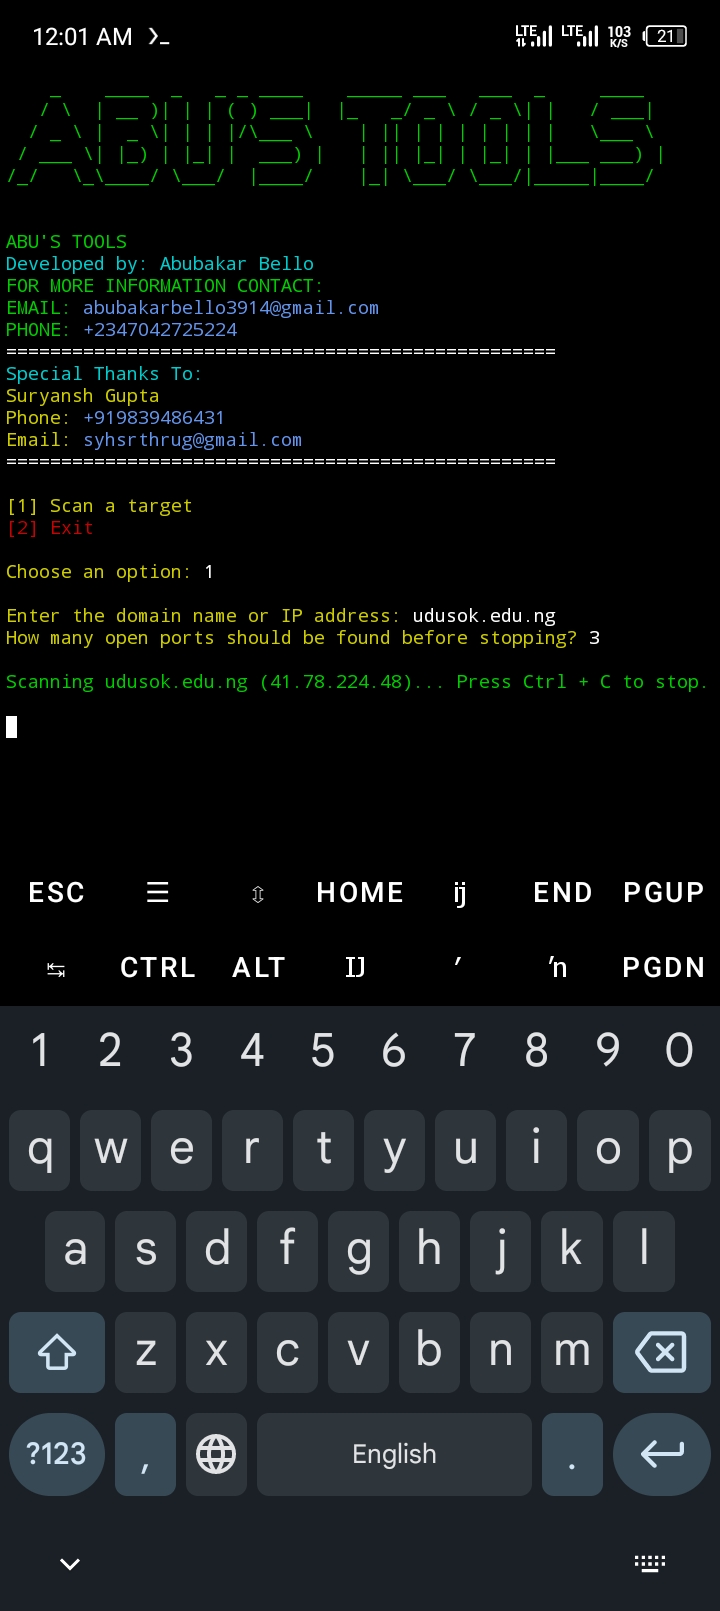 12:01 AM
LTE LTE 103 K/S 21
ABU'S TOOLS
ABU'S TOOLS
Developed by: Abubakar Bello
FOR MORE INFORMATION CONTACT:
EMAIL: abubakarbello3914@gmail.com
PHONE: +2347042725224
==================================================
Special Thanks To:
Suryansh Gupta
Phone: +919839486431
Email: syhsrthrug@gmail.com
==================================================
[1] Scan a target
[2] Exit
Choose an option: 1
Enter the domain name or IP address: udusok.edu.ng
How many open ports should be found before stopping? 3
Scanning udusok.edu.ng (41.78.224.48)... Press Ctrl + C to stop.
ESC ☰ ⇳ HOME ĳ END PGUP
↹ CTRL ALT Ĳ ʹ ŉ PGDN
1 2 3 4 5 6 7 8 9 0
q w e r t y u i o p
a s d f g h j k l
z x c v b n m
?123 , English .